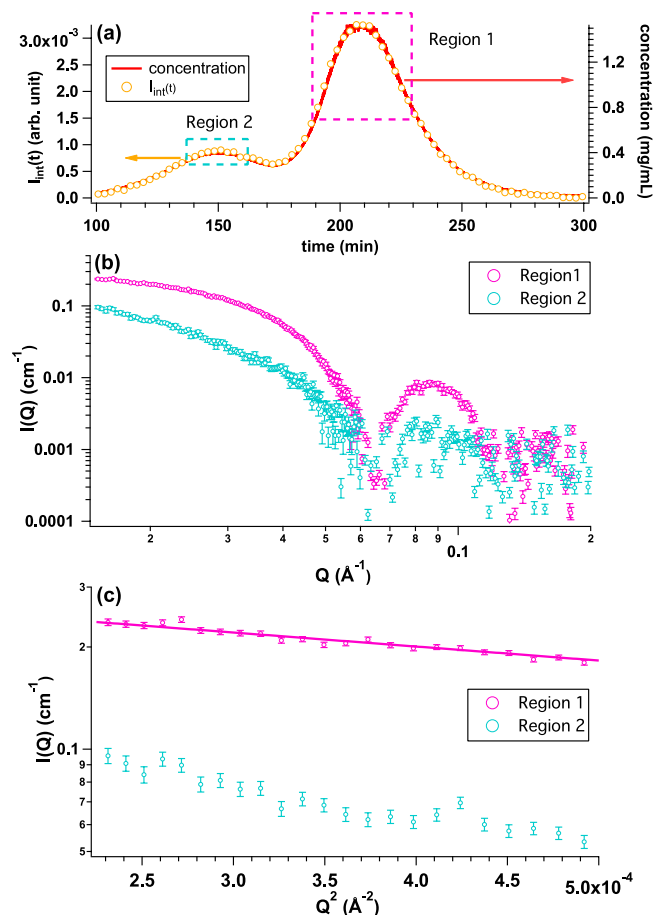 (a)
3.0x10⁻³
2.5
2.0
1.5
1.0
0.5
0.0
I_int(t) (arb. unit)
concentration
I_int(t)
Region 2
Region 1
1.2
0.8
0.4
0.0
concentration (mg/mL)
100
150
200
250
300
time (min)
(b)
0.1
0.01
0.001
0.0001
I(Q) (cm⁻¹)
Region1
Region 2
2
3
4
5
6
7
8
9
0.1
2
Q (Å⁻¹)
(c)
3
2
0.1
9
8
7
6
5
I(Q) (cm⁻¹)
Region 1
Region 2
2.5
3.0
3.5
4.0
4.5
5.0x10⁻⁴
Q² (Å⁻²)